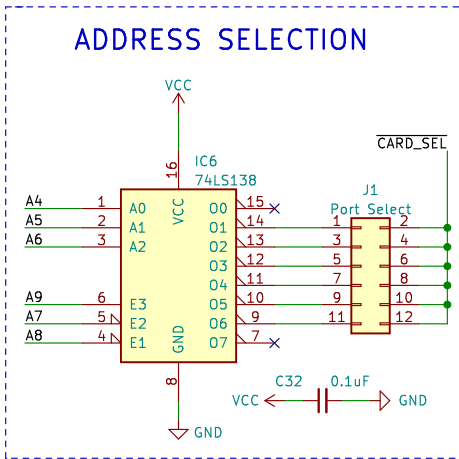 ADDRESS SELECTION
VCC
CARD_SEL
IC6
74LS138
16
VCC
J1
Port Select
A4 1 A0 O0 15
A5 2 A1 O1 14 1 2
A6 3 A2 O2 13 3 4
O3 12 5 6
O4 11 7 8
A9 6 E3 O5 10 9 10
A7 5 E2 O6 9 11 12
A8 4 E1 O7 7
GND
8
C32 0.1uF
VCC GND
GND